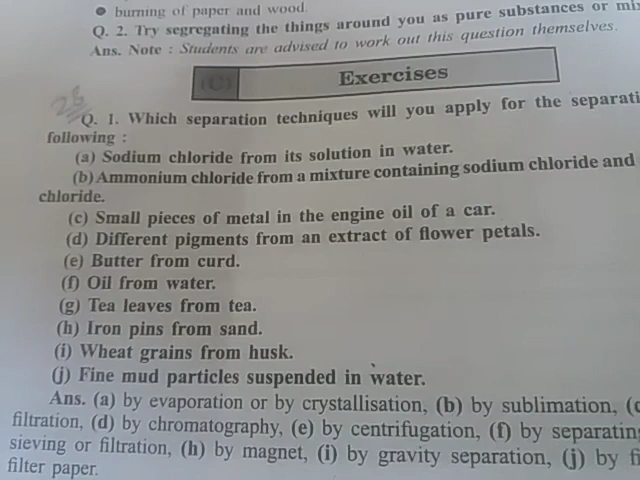 ● burning of paper and wood.
Q. 2. Try segregating the things around you as pure substances or
Ans. Note : Students are advised to work out this question themselves.
(C) Exercises
26
Q. 1. Which separation techniques will you apply for the separati
following :
(a) Sodium chloride from its solution in water.
(b) Ammonium chloride from a mixture containing sodium chloride and
chloride.
(c) Small pieces of metal in the engine oil of a car.
(d) Different pigments from an extract of flower petals.
(e) Butter from curd.
(f) Oil from water.
(g) Tea leaves from tea.
(h) Iron pins from sand.
(i) Wheat grains from husk.
(j) Fine mud particles suspended in water.
Ans. (a) by evaporation or by crystallisation, (b) by sublimation, (c
filtration, (d) by chromatography, (e) by centrifugation, (f) by separating
sieving or filtration, (h) by magnet, (i) by gravity separation, (j) by fi
filter paper.